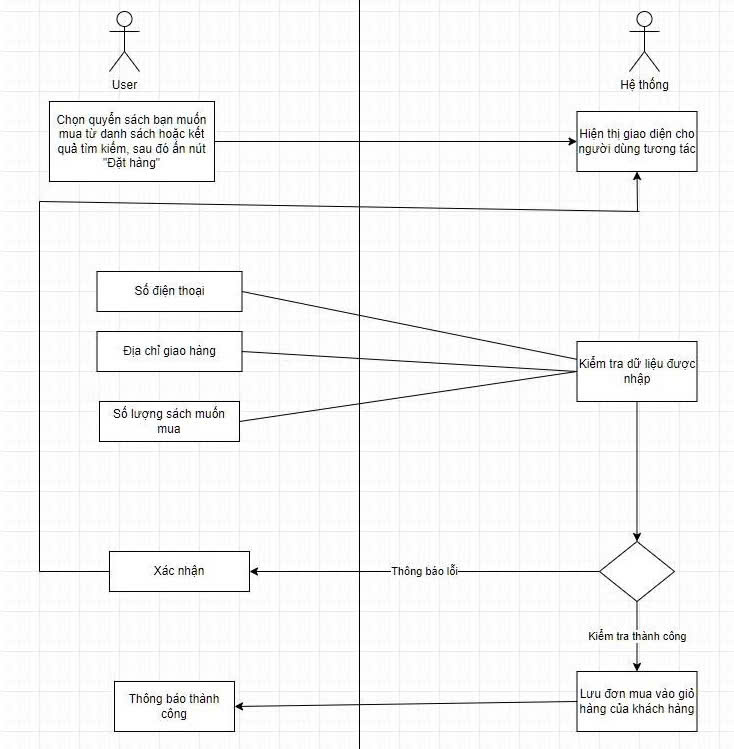 User
Hệ thống
Chọn quyển sách bạn muốn
mua từ danh sách hoặc kết
quả tìm kiếm, sau đó ấn nút
"Đặt hàng"
Hiện thị giao diện cho
người dùng tương tác
Số điện thoại
Địa chỉ giao hàng
Số lượng sách muốn
mua
Kiểm tra dữ liệu được
nhập
Xác nhận
Thông báo lỗi
Kiểm tra thành công
Thông báo thành
công
Lưu đơn mua vào giỏ
hàng của khách hàng